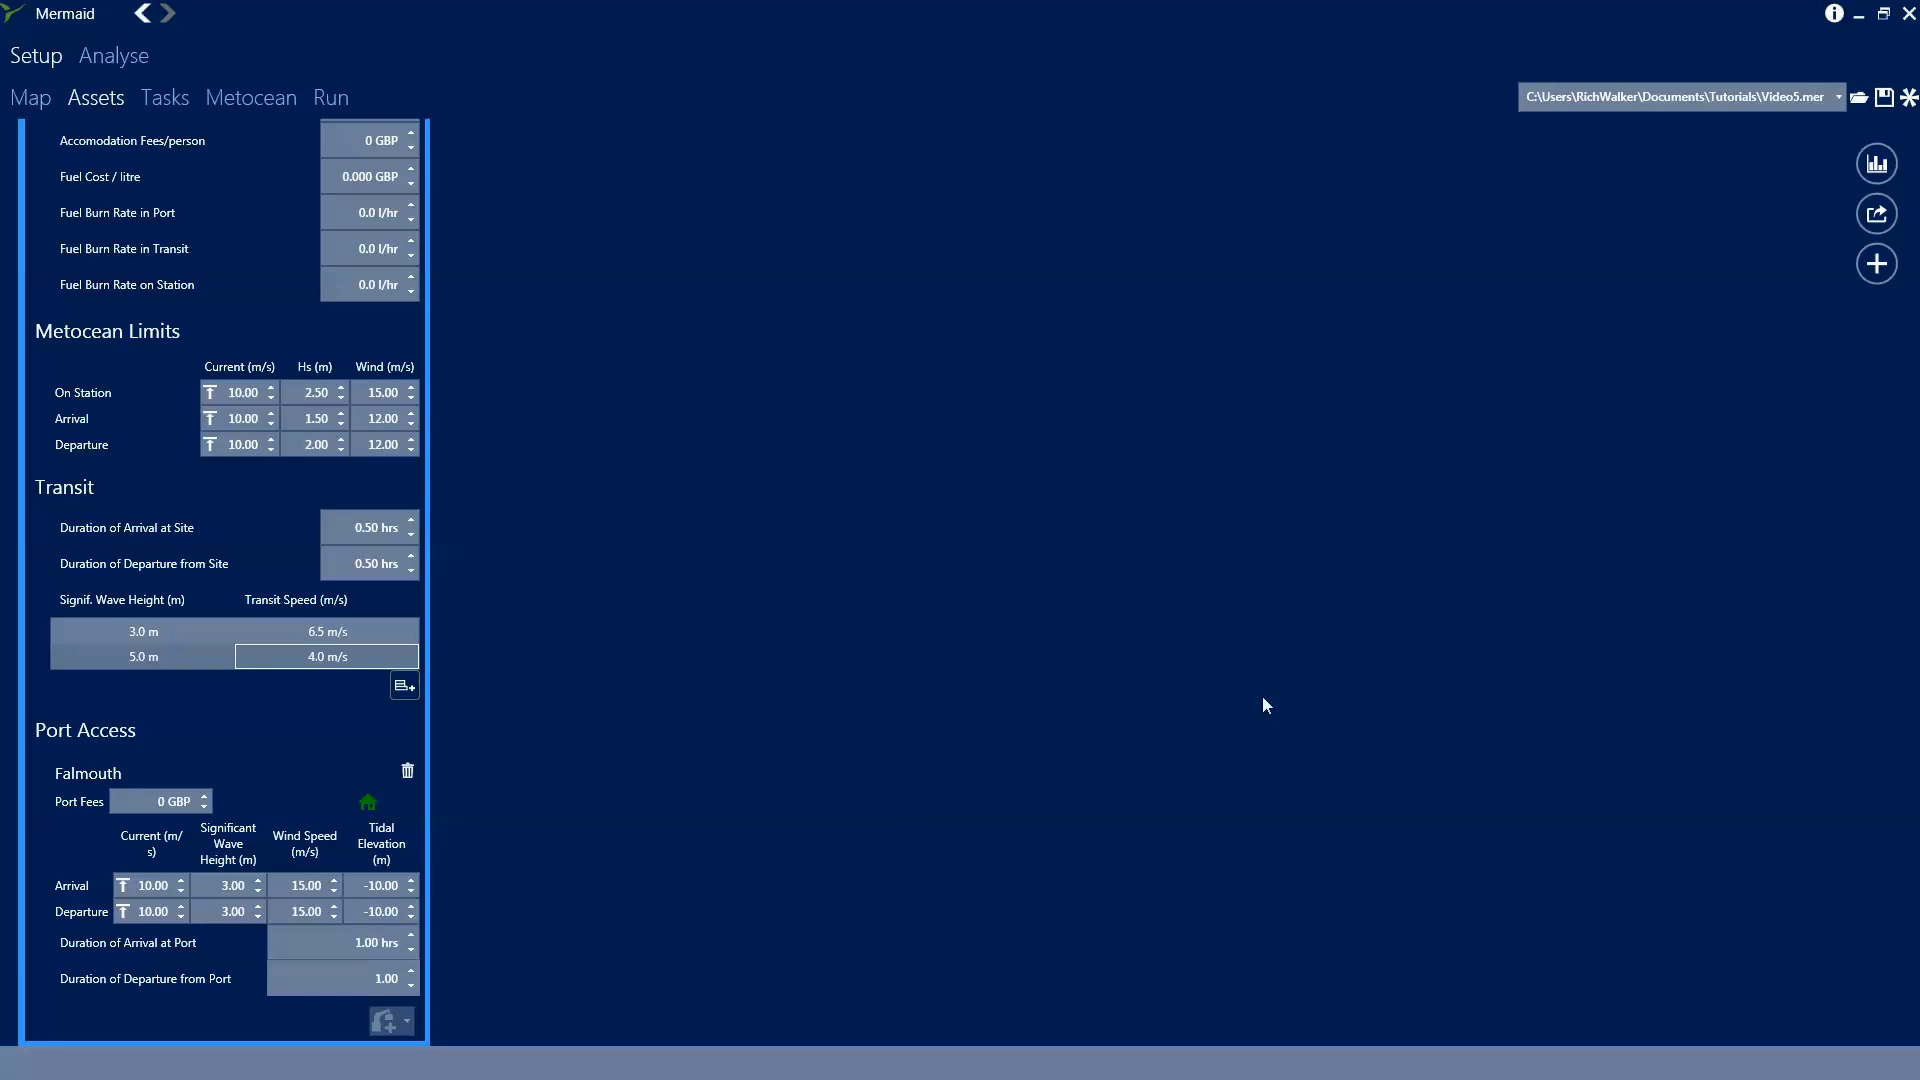 Mermaid
Setup Analyse
Map Assets Tasks Metocean Run
C:\Users\RichWalker\Documents\Tutorials\Video5.mer
Accomodation Fees/person 0 GBP
Fuel Cost / litre 0.000 GBP
Fuel Burn Rate in Port 0.0 l/hr
Fuel Burn Rate in Transit 0.0 l/hr
Fuel Burn Rate on Station 0.0 l/hr
Metocean Limits
Current (m/s) Hs (m) Wind (m/s)
On Station 10.00 2.50 15.00
Arrival 10.00 1.50 12.00
Departure 10.00 2.00 12.00
Transit
Duration of Arrival at Site 0.50 hrs
Duration of Departure from Site 0.50 hrs
Signif. Wave Height (m) Transit Speed (m/s)
3.0 m 6.5 m/s
5.0 m 4.0 m/s
Port Access
Falmouth
Port Fees 0 GBP
Current (m/
s)
Significant
Wave
Height (m)
Wind Speed
(m/s)
Tidal
Elevation
(m)
Arrival 10.00 3.00 15.00 -10.00
Departure 10.00 3.00 15.00 -10.00
Duration of Arrival at Port 1.00 hrs
Duration of Departure from Port 1.00